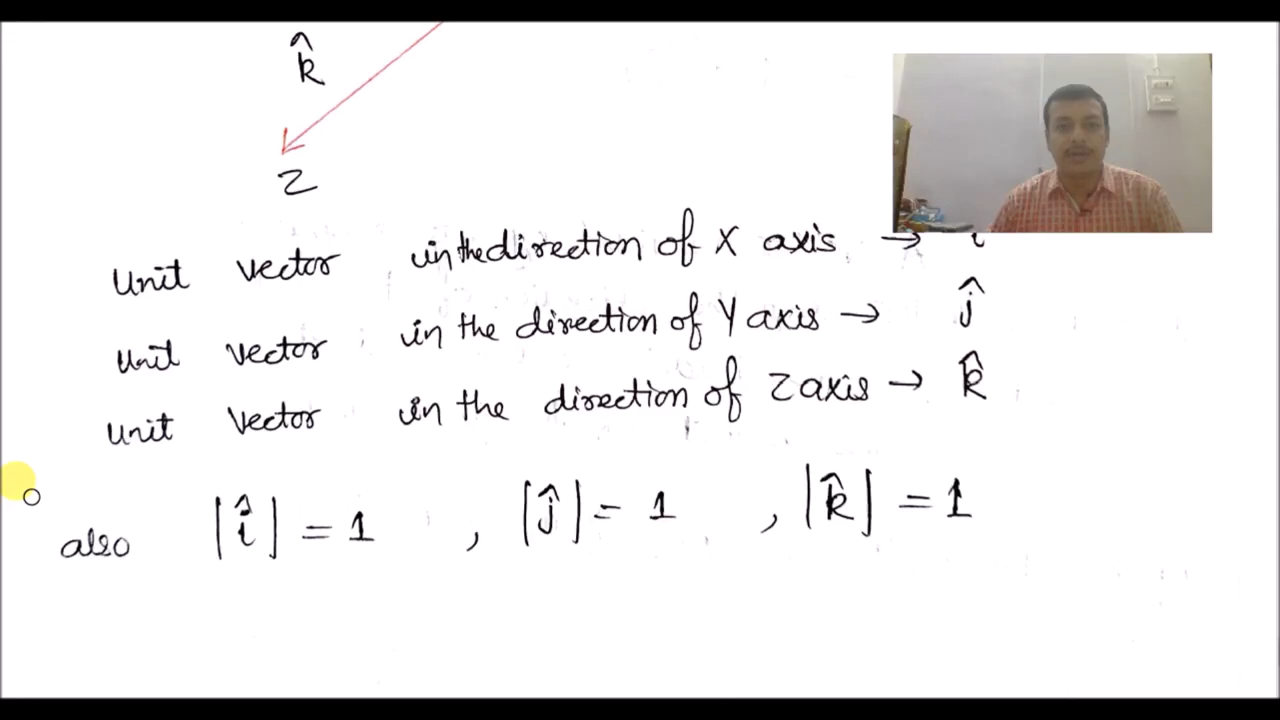 k̂
Z
Unit vector in the direction of X axis → i
Unit vector in the direction of Y axis → ĵ
Unit vector in the direction of Z axis → k̂
also |î| = 1 , |ĵ| = 1 , |k̂| = 1